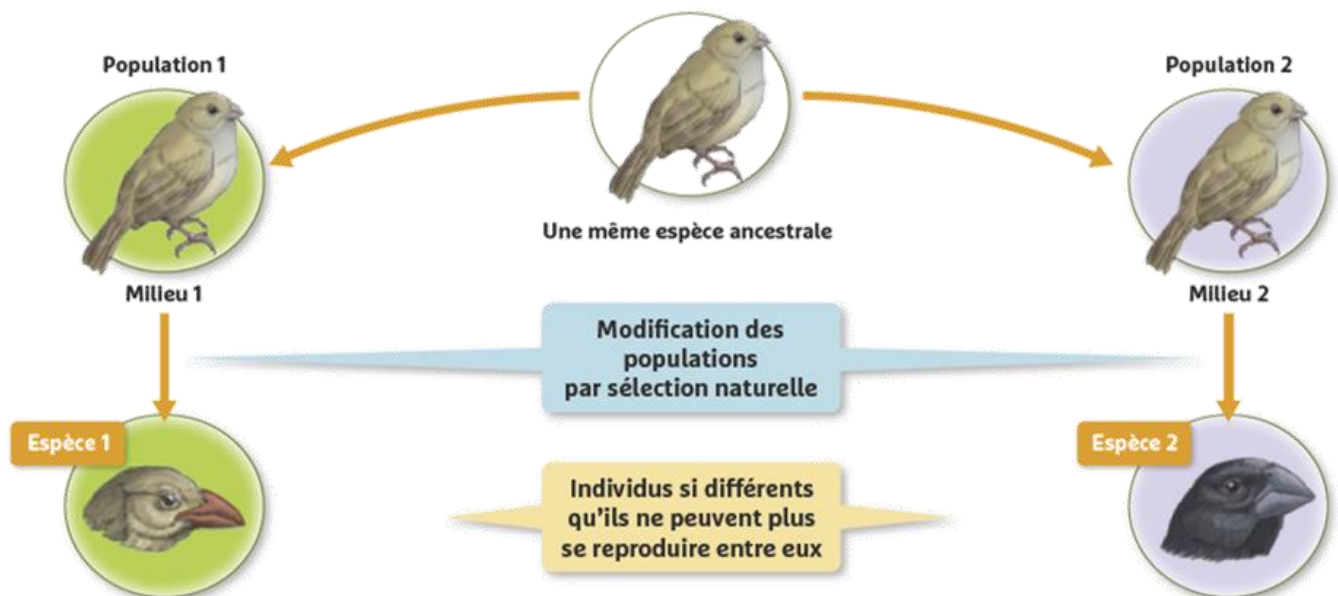 Population 1
Population 2
Une même espèce ancestrale
Milieu 1
Milieu 2
Modification des
populations
par sélection naturelle
Espèce 1
Espèce 2
Individus si différents
qu'ils ne peuvent plus
se reproduire entre eux